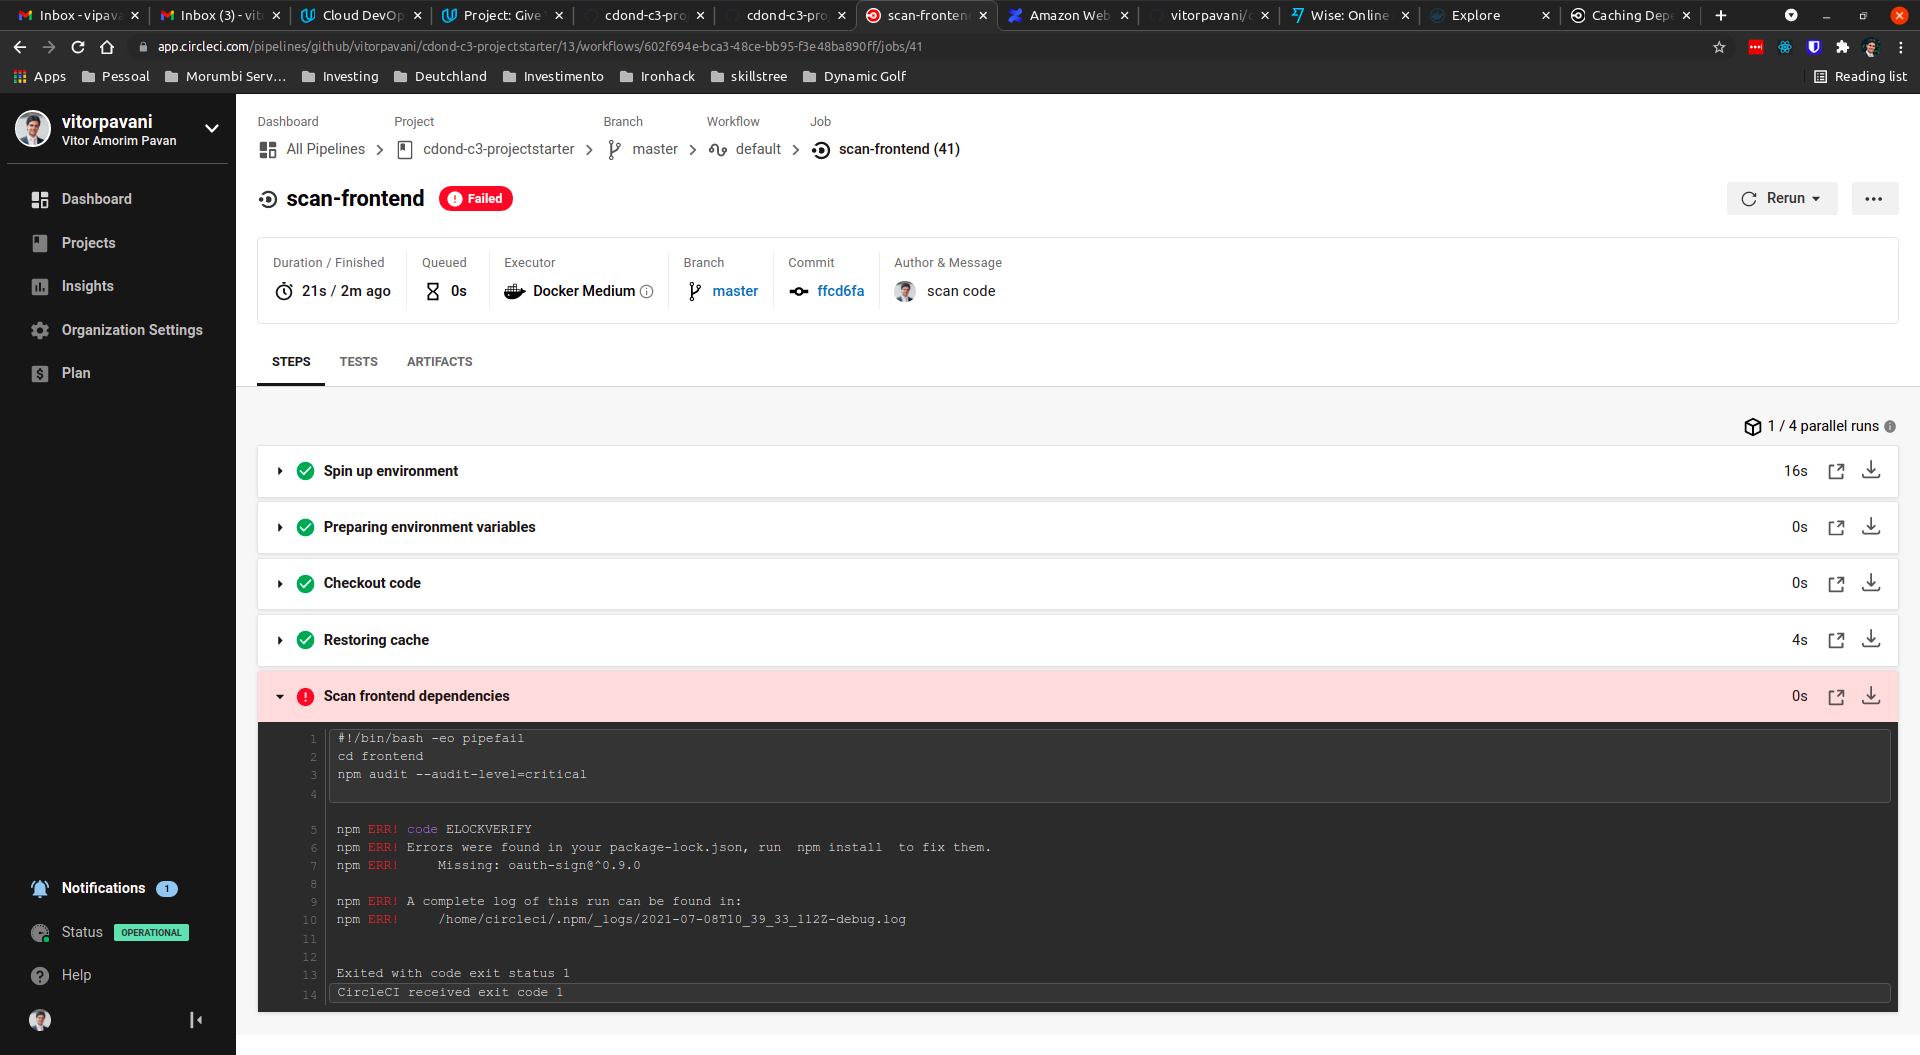 Inbox - vipava
Inbox (3) - vit
Cloud DevOp
Project: Give
cdond-c3-pro
cdond-c3-pro
scan-fronten
Amazon Web
vitorpavani/c
Wise: Online
Explore
Caching Depe
app.circleci.com/pipelines/github/vitorpavani/cdond-c3-projectstarter/13/workflows/602f694e-bca3-48ce-bb95-f3e48ba890ff/jobs/41
Apps
Pessoal
Morumbi Serv...
Investing
Deutchland
Investimento
Ironhack
skillstree
Dynamic Golf
Reading list
vitorpavani
Vitor Amorim Pavan
Dashboard
Projects
Insights
Organization Settings
Plan
Notifications 1
Status OPERATIONAL
Help
Dashboard
Project
Branch
Workflow
Job
All Pipelines
cdond-c3-projectstarter
master
default
scan-frontend (41)
scan-frontend
Failed
Rerun
Duration / Finished
Queued
Executor
Branch
Commit
Author & Message
21s / 2m ago
0s
Docker Medium
master
ffcd6fa
scan code
STEPS
TESTS
ARTIFACTS
1 / 4 parallel runs
Spin up environment 16s
Preparing environment variables 0s
Checkout code 0s
Restoring cache 4s
Scan frontend dependencies 0s
1 #!/bin/bash -eo pipefail
2 cd frontend
3 npm audit --audit-level=critical
4
5 npm ERR! code ELOCKVERIFY
6 npm ERR! Errors were found in your package-lock.json, run  npm install  to fix them.
7 npm ERR!     Missing: oauth-sign@^0.9.0
8
9 npm ERR! A complete log of this run can be found in:
10 npm ERR!     /home/circleci/.npm/_logs/2021-07-08T10_39_33_112Z-debug.log
11
12
13 Exited with code exit status 1
14 CircleCI received exit code 1